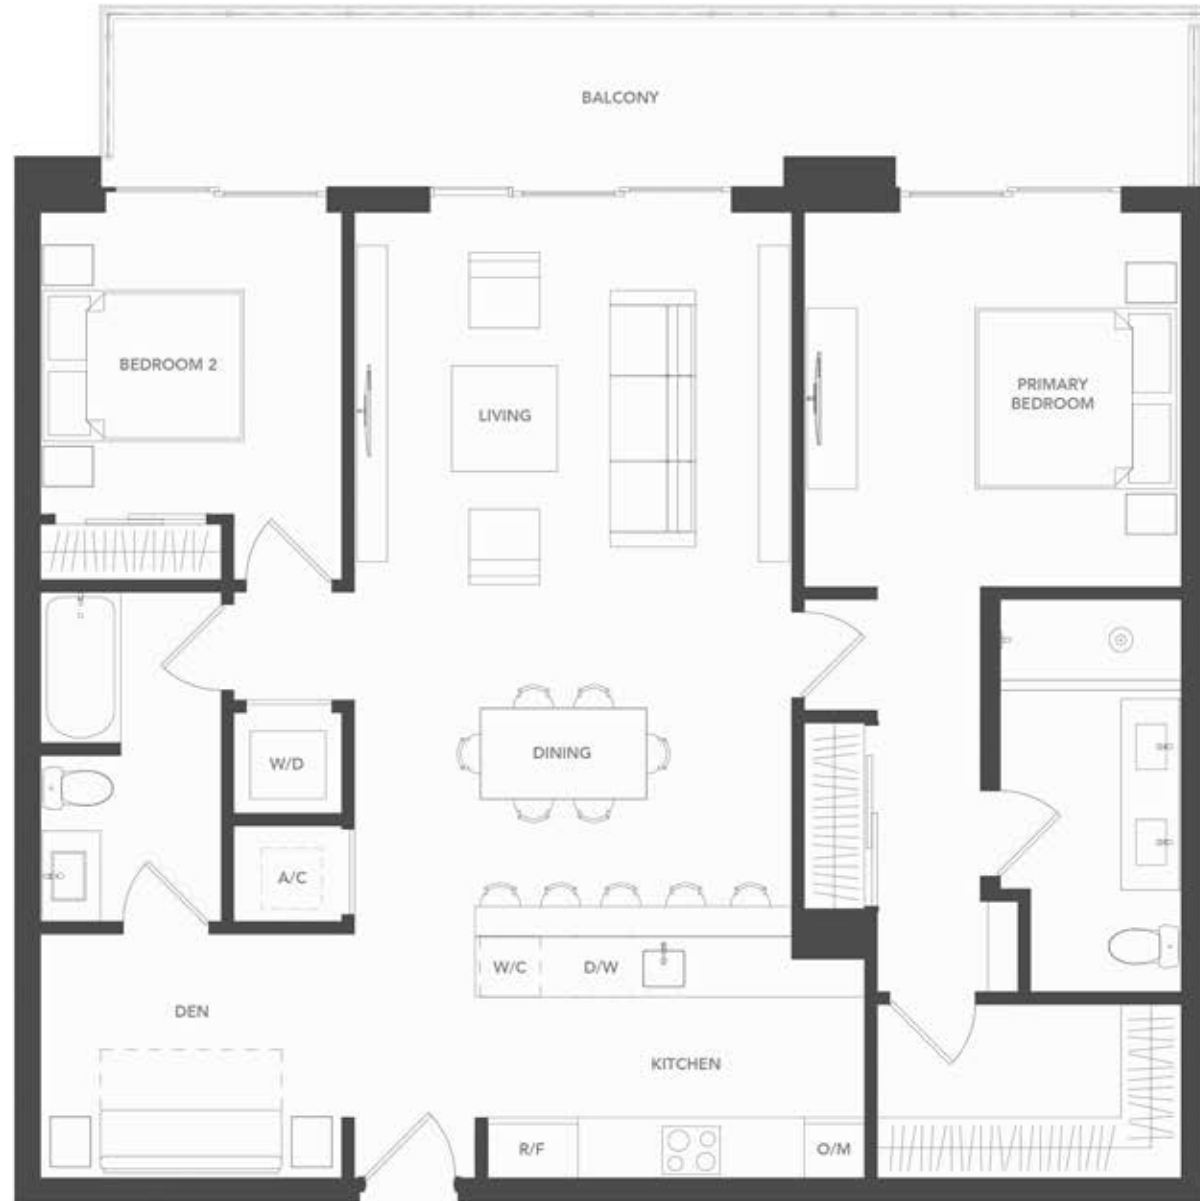 BALCONY
BEDROOM 2
LIVING
PRIMARY
BEDROOM
DINING
W/D
A/C
W/C
D/W
DEN
KITCHEN
R/F
O/M